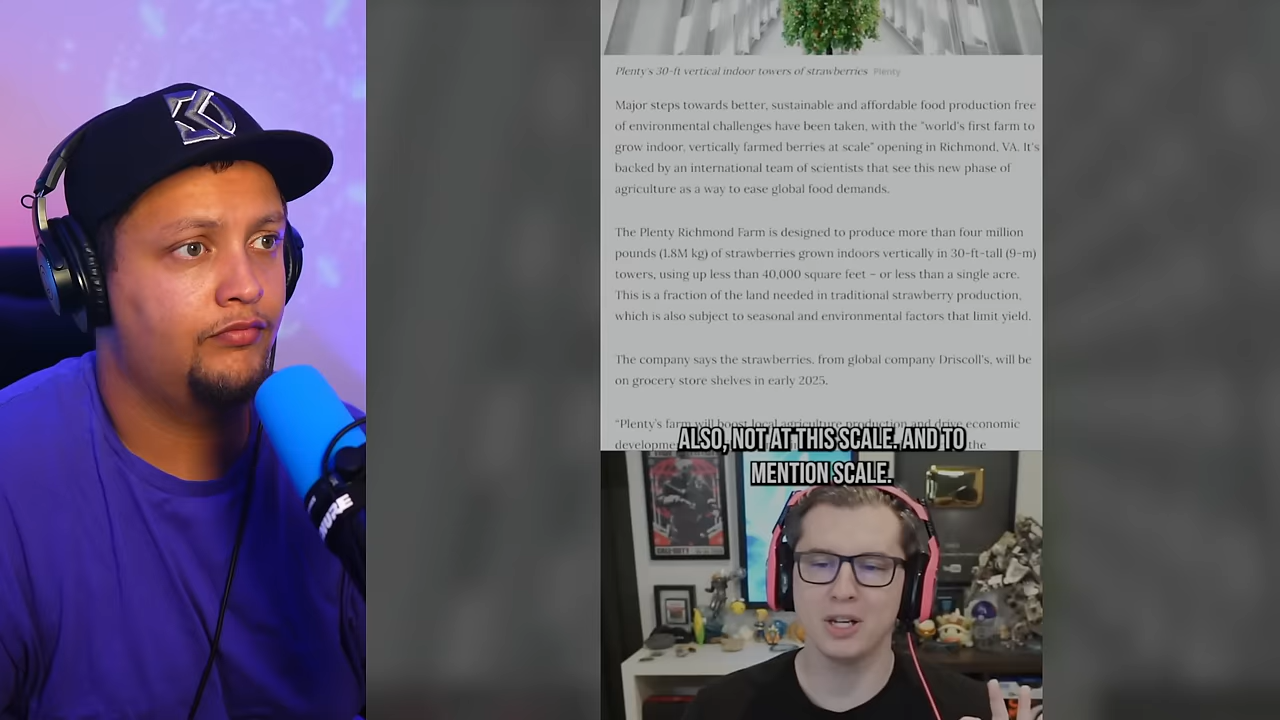 Plenty's 30-ft vertical indoor towers of strawberries Plenty
Major steps towards better, sustainable and affordable food production free
of environmental challenges have been taken, with the "world's first farm to
grow indoor, vertically farmed berries at scale" opening in Richmond, VA. It's
backed by an international team of scientists that see this new phase of
agriculture as a way to ease global food demands.
The Plenty Richmond Farm is designed to produce more than four million
pounds (1.8M kg) of strawberries grown indoors vertically in 30-ft-tall (9-m)
towers, using up less than 40,000 square feet – or less than a single acre.
This is a fraction of the land needed in traditional strawberry production,
which is also subject to seasonal and environmental factors that limit yield.
The company says the strawberries, from global company Driscoll's, will be
on grocery store shelves in early 2025.
"Plenty's farm will boost local agriculture production and drive economic
the
ALSO, NOT AT THIS SCALE. AND TO
MENTION SCALE.